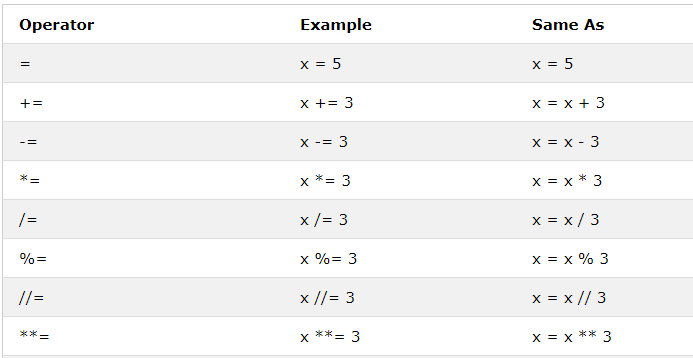 Operator Example Same As
= x = 5 x = 5
+= x += 3 x = x + 3
-= x -= 3 x = x - 3
*= x *= 3 x = x * 3
/= x /= 3 x = x / 3
%= x %= 3 x = x % 3
//= x //= 3 x = x // 3
**= x **= 3 x = x ** 3